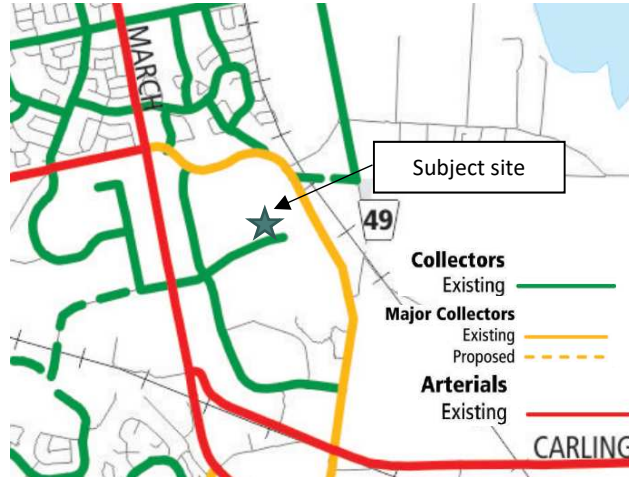 MARCH
Subject site
49
Collectors
Existing
Major Collectors
Existing
Proposed
Arterials
Existing
CARLING